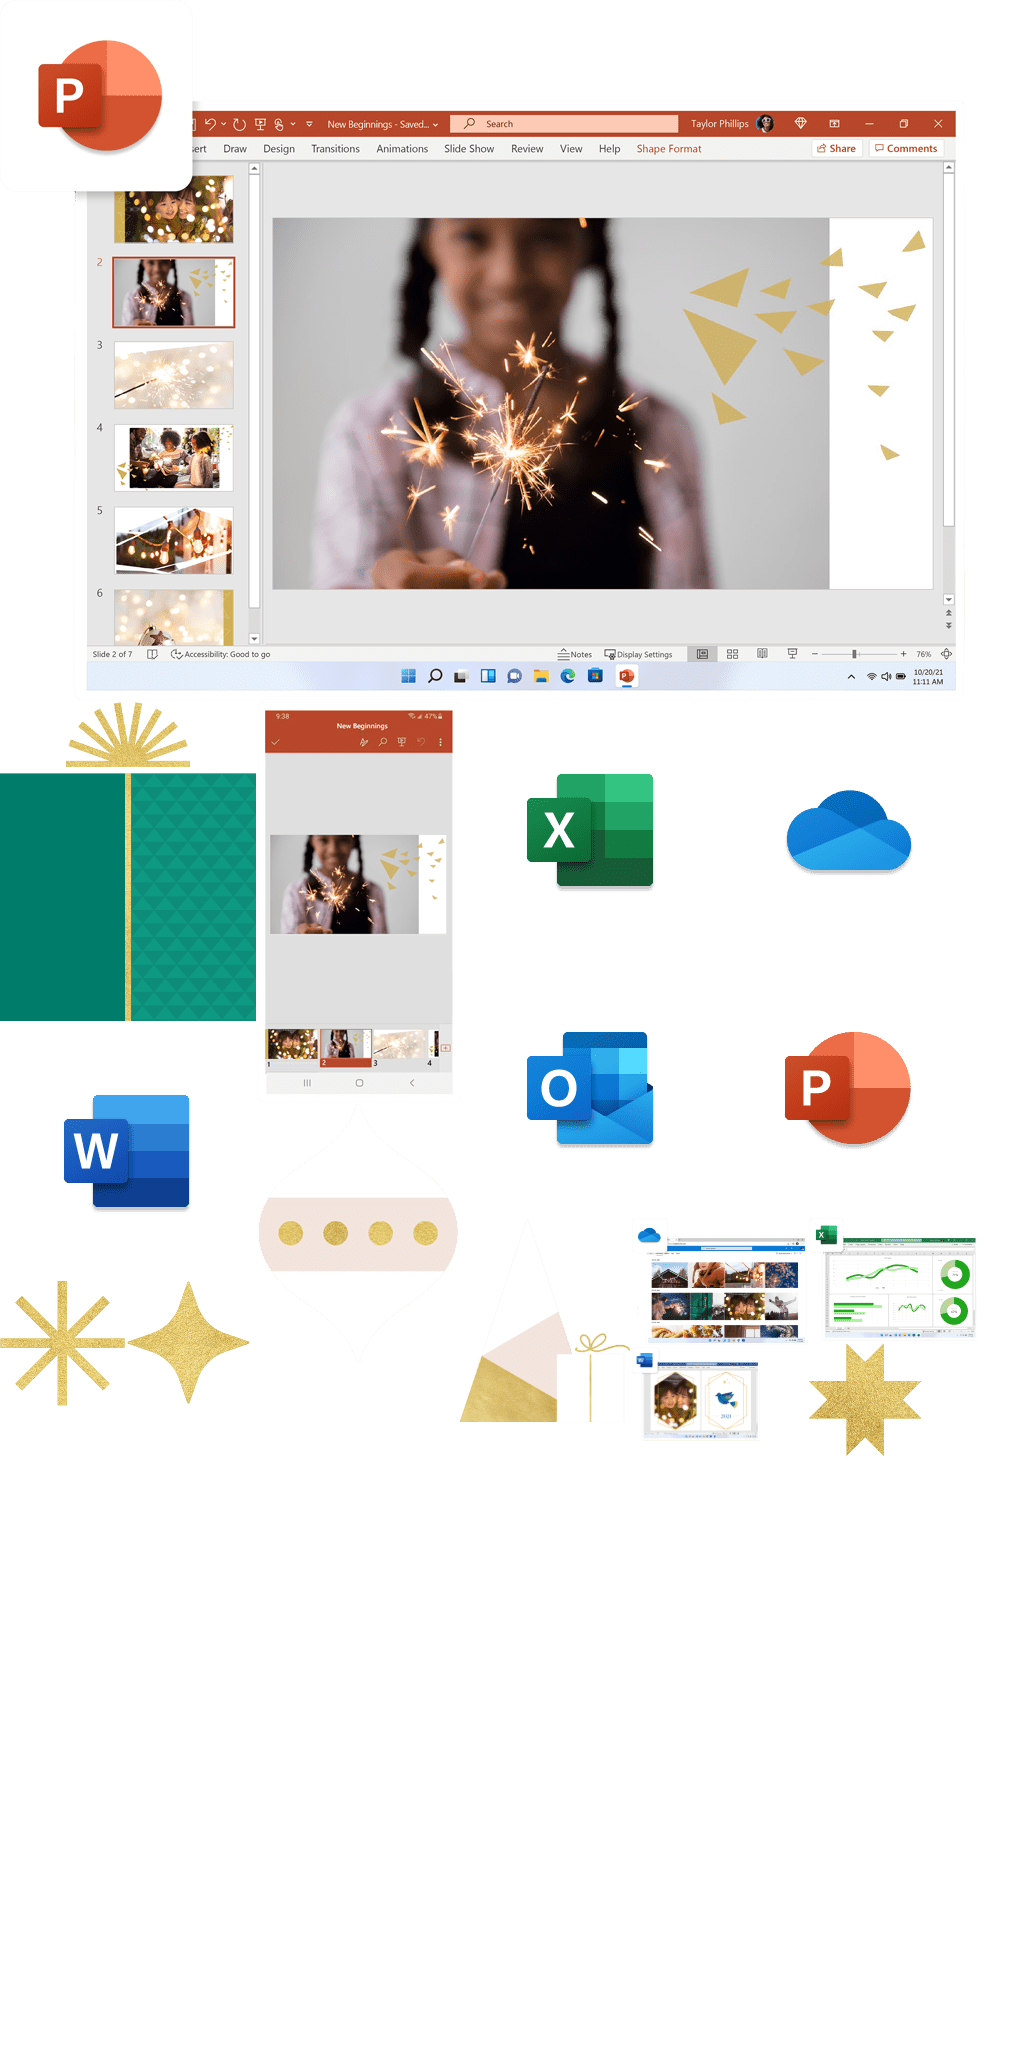 P
New Beginnings - Saved...
Search
Taylor Phillips
ert Draw Design Transitions Animations Slide Show Review View Help Shape Format
Share
Comments
2
3
4
5
6
Slide 2 of 7
Accessibility: Good to go
Notes
Display Settings
76%
10/20/21
11:11 AM
9:38
47%
New Beginnings
1
2
3
4
X
O
P
W
X
W
2021